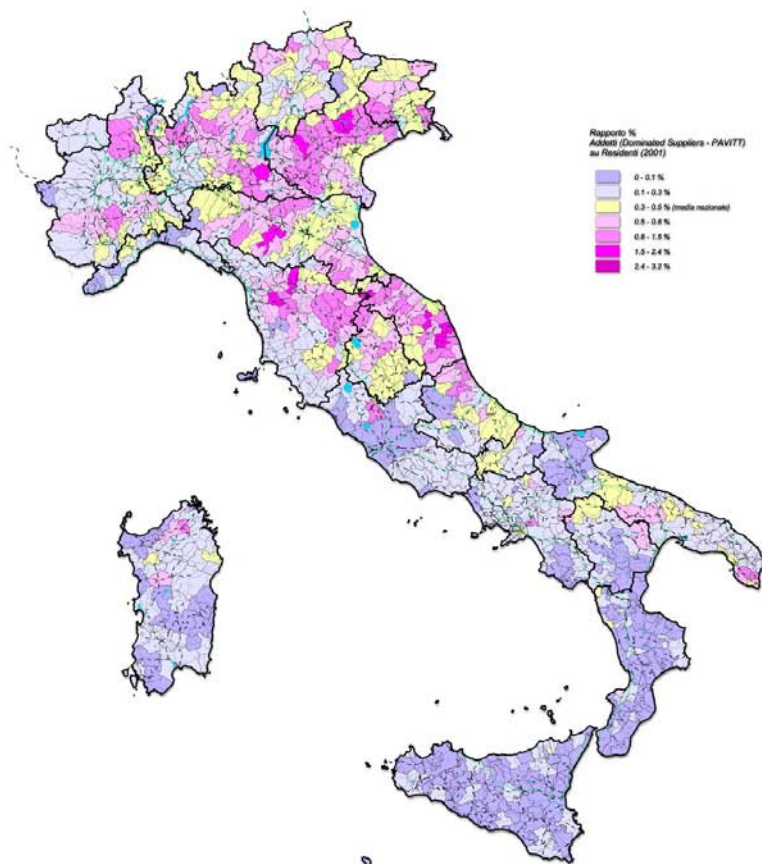 Rapporto %
Addetti (Dominated Suppliers - PAVITT)
su Residenti (2001)
0 - 0.1 %
0.1 - 0.3 %
0.3 - 0.5 % (media nazionale)
0.5 - 0.8 %
0.8 - 1.5 %
1.5 - 2.4 %
2.4 - 3.2 %